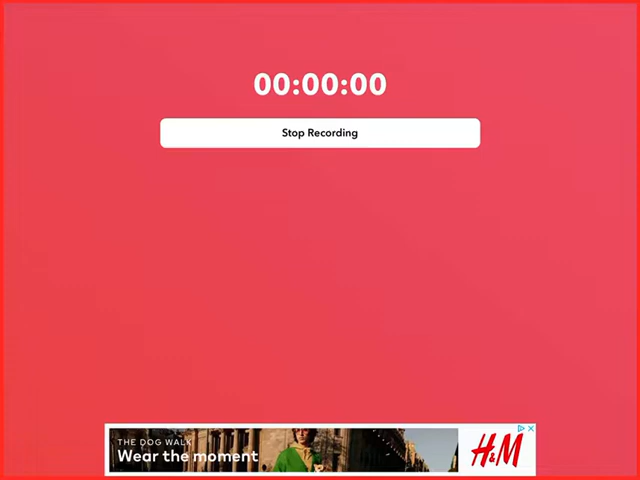 00:00:00
Stop Recording
THE DOG WALK
Wear the moment
H&M